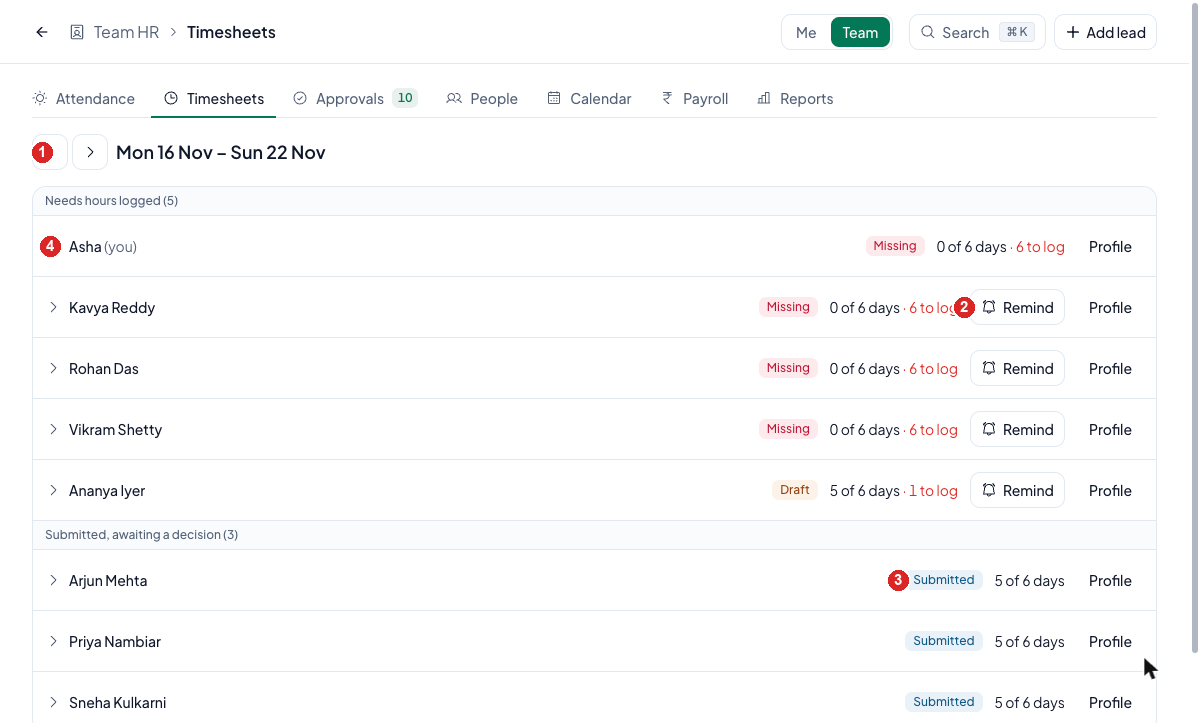 Team HR > Timesheets
Me Team Search ⌘ K + Add lead
Attendance Timesheets Approvals 10 People Calendar ₹ Payroll Reports
1 Mon 16 Nov – Sun 22 Nov
Needs hours logged (5)
4 Asha (you) Missing 0 of 6 days · 6 to log Profile
Kavya Reddy Missing 0 of 6 days · 6 to log 2 Remind Profile
Rohan Das Missing 0 of 6 days · 6 to log Remind Profile
Vikram Shetty Missing 0 of 6 days · 6 to log Remind Profile
Ananya Iyer Draft 5 of 6 days · 1 to log Remind Profile
Submitted, awaiting a decision (3)
Arjun Mehta 3 Submitted 5 of 6 days Profile
Priya Nambiar Submitted 5 of 6 days Profile
Sneha Kulkarni Submitted 5 of 6 days Profile